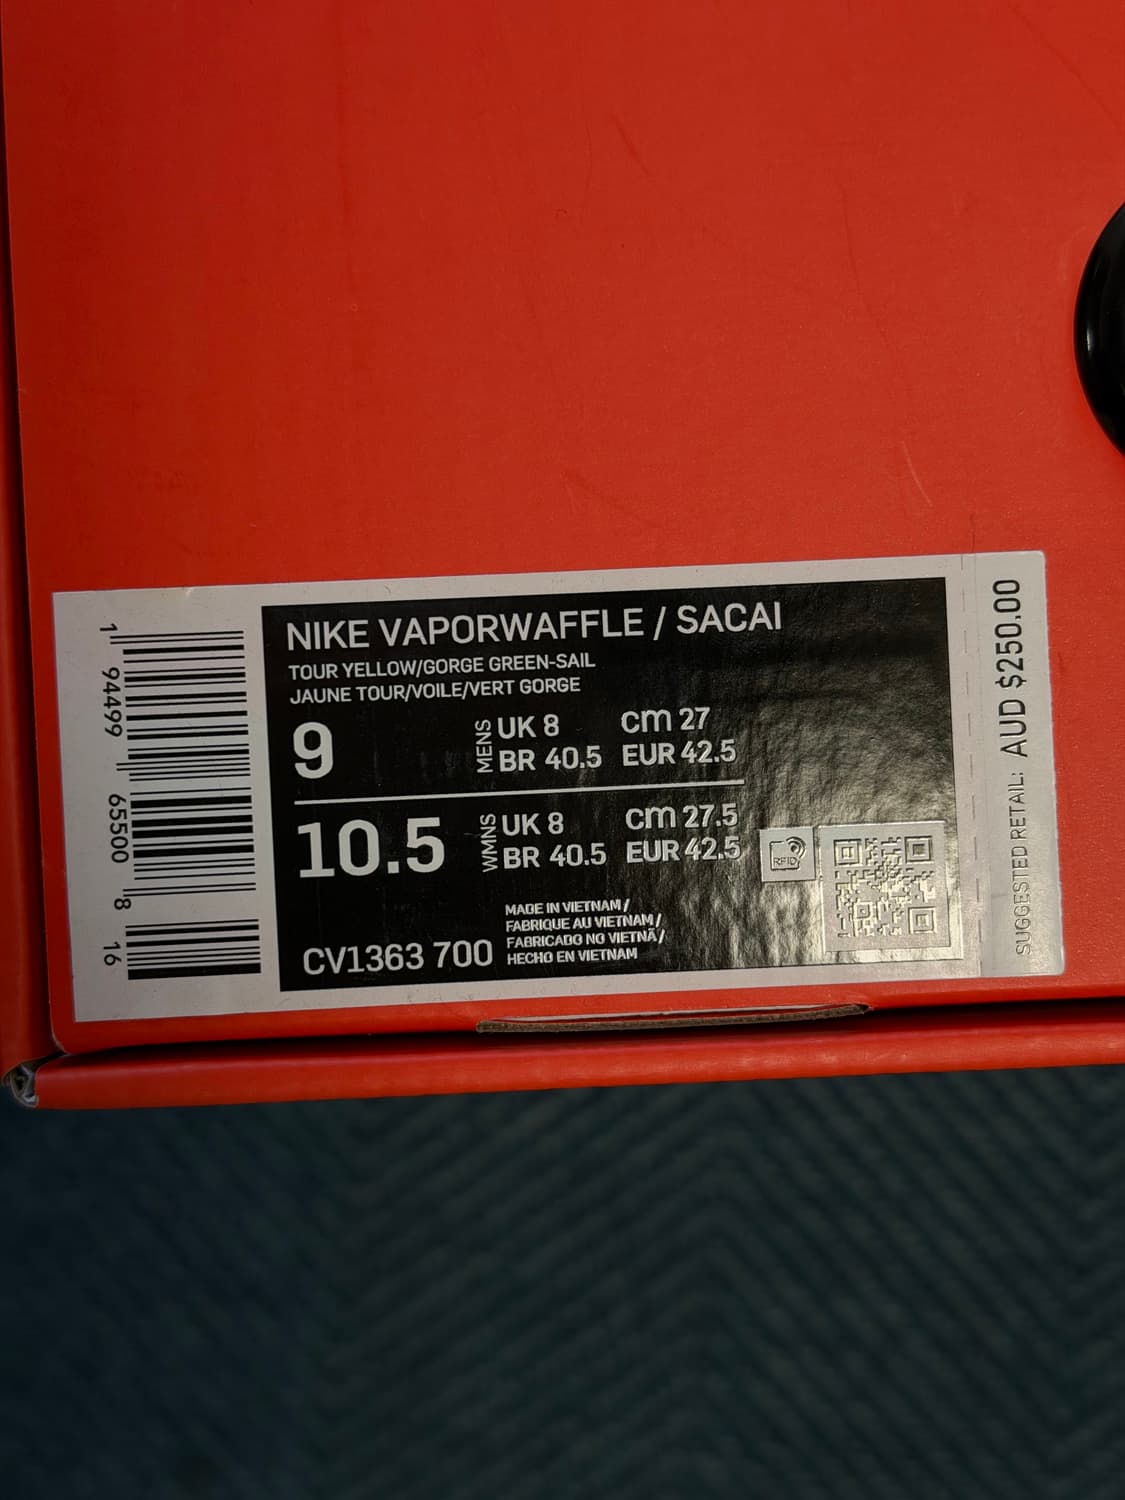 NIKE VAPORWAFFLE / SACAI
TOUR YELLOW/GORGE GREEN-SAIL
JAUNE TOUR/VOILE/VERT GORGE
9
MENS
UK 8 cm 27
BR 40.5 EUR 42.5
10.5
WMNS
UK 8 cm 27.5
BR 40.5 EUR 42.5
RFID
MADE IN VIETNAM /
FABRIQUE AU VIETNAM /
FABRICADO NO VIETNÃ /
HECHO EN VIETNAM
CV1363 700
1 94499 65500 8 16
SUGGESTED RETAIL: AUD $250.00